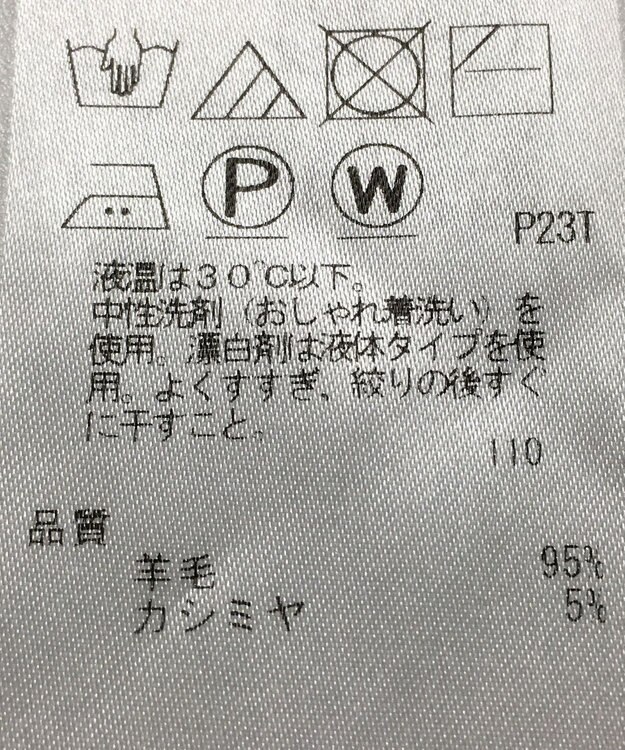 P W
P23T
液温は30℃以下。
中性洗剤（おしゃれ着洗い）を
使用。漂白剤は液体タイプを使
用。よくすすぎ、絞りの後すぐ
に干すこと。
110
品質
羊毛 95%
カシミヤ 5%